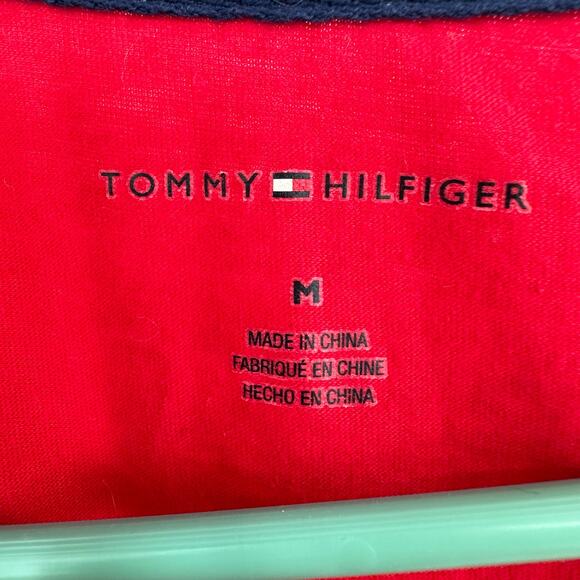 TOMMY HILFIGER
M
MADE IN CHINA
FABRIQUÉ EN CHINE
HECHO EN CHINA